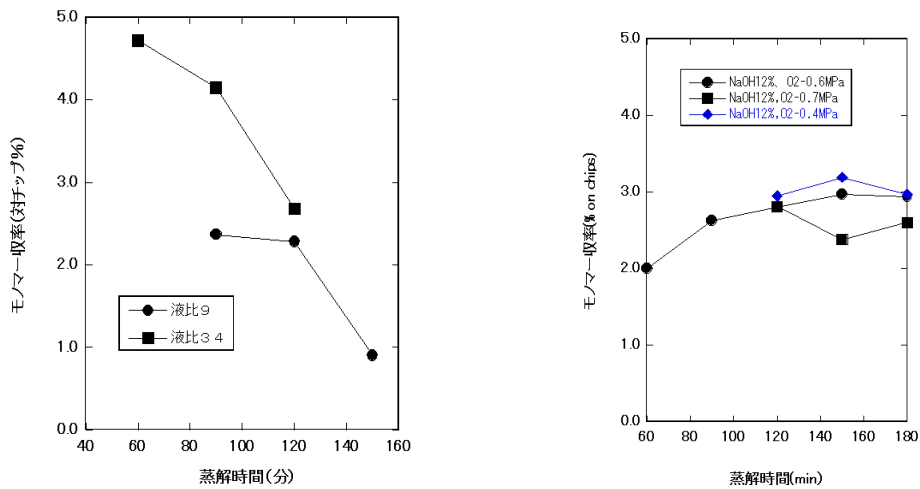 モノマー収率(対チップ%)
5.0
4.0
3.0
2.0
1.0
0.0
液比９
液比３４
40 60 80 100 120 140 160
蒸解時間(分)
モノマー収率(% on chips)
5.0
4.0
3.0
2.0
1.0
0.0
NaOH12%、O2-0.6MPa
NaOH12%,O2-0.7MPa
NaOH12%,O2-0.4MPa
60 80 100 120 140 160 180
蒸解時間(min)